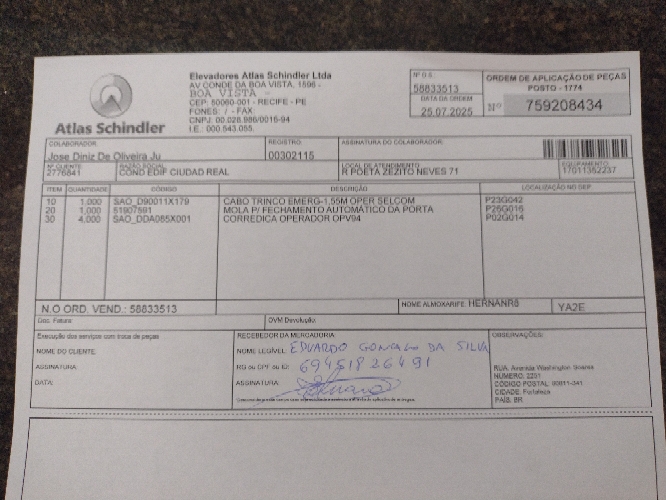 Atlas Schindler
Elevadores Atlas Schindler Ltda
AV CONDE DA BOA VISTA, 1596 -
BOA VISTA -
CEP: 50060-001 - RECIFE - PE
FONES: / - FAX:
CNPJ: 00.028.986/0016-94
I.E.: 000.543.055.
Nº O.S.
58833513
DATA DA ORDEM
25.07.2025
ORDEM DE APLICAÇÃO DE PEÇAS
POSTO - 1774
Nº 759208434
COLABORADOR:
Jose Diniz De Oliveira Ju
REGISTRO:
00302115
ASSINATURA DO COLABORADOR:
Nº CLIENTE
2776841
RAZÃO SOCIAL
COND EDIF CIUDAD REAL
LOCAL DE ATENDIMENTO:
R POETA ZEZITO NEVES 71
EQUIPAMENTO:
17011352237
ITEM QUANTIDADE CÓDIGO DESCRIÇÃO LOCALIZAÇÃO NO DEP
10 1,000 SAO_D90011X179 CABO TRINCO EMERG-1,55M OPER SELCOM P23G042
20 1,000 51907591 MOLA P/ FECHAMENTO AUTOMÁTICO DA PORTA P26G016
30 4,000 SAO_DDA085X001 CORREDICA OPERADOR OPV94 P02G014
N.O ORD. VEND.: 58833513
NOME ALMOXARIFE: HERNANR8
YA2E
Doc. Fatura:
OVM Devolução:
Execução dos serviços com troca de peças
NOME DO CLIENTE:
ASSINATURA:
DATA:
RECEBEDOR DA MERCADORIA:
NOME LEGÍVEL: EDUARDO GONÇALO DA SILVA
RG ou CPF ou ID: 69451826491
ASSINATURA:
OBSERVAÇÕES:
RUA: Avenida Washington Soares
NÚMERO: 2251
CÓDIGO POSTAL: 60811-341
CIDADE: Fortaleza
PAÍS: BR